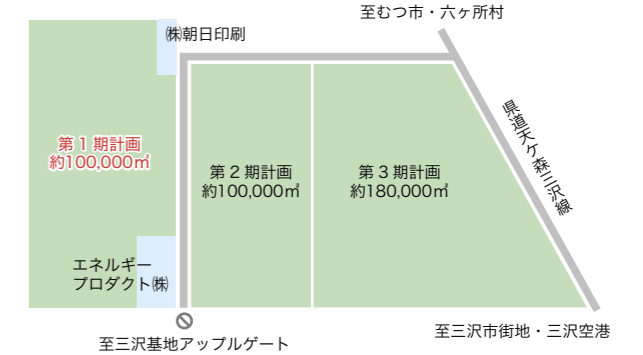 至むつ市・六ヶ所村
㈱朝日印刷
県道天ケ森三沢線
第1期計画
約100,000㎡
第2期計画
約100,000㎡
第3期計画
約180,000㎡
エネルギー
プロダクト㈱
至三沢市街地・三沢空港
至三沢基地アップルゲート